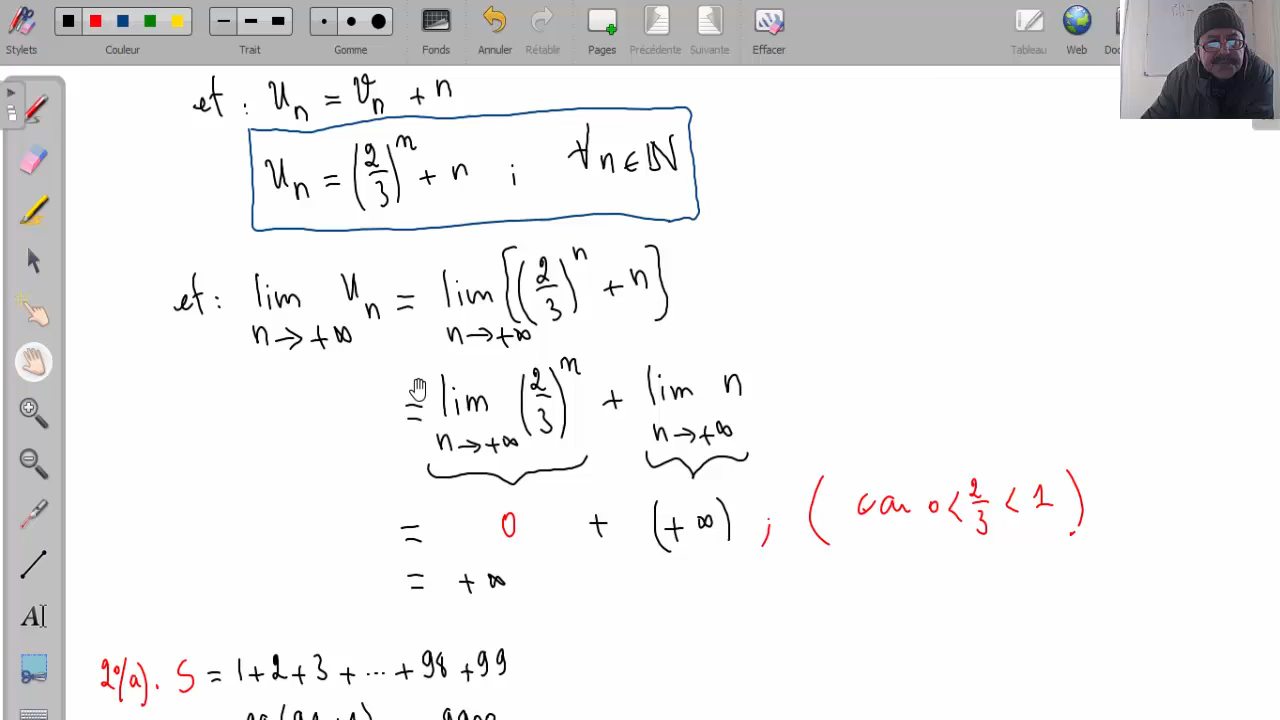 Stylets Couleur Trait Gomme Fonds Annuler Rétablir Pages Précédente Suivante Effacer Tableau Web
et : Uₙ = Vₙ + n
Uₙ = (2/3)ⁿ + n ; ∀n ∈ ℕ
et : lim n→+∞ Uₙ = lim n→+∞ [(2/3)ⁿ + n]
= lim n→+∞ (2/3)ⁿ + lim n→+∞ n
= 0 + (+∞) ; ( car 0 < 2/3 < 1 ).
= +∞
2°/a). S = 1 + 2 + 3 + ... + 98 + 99
AI